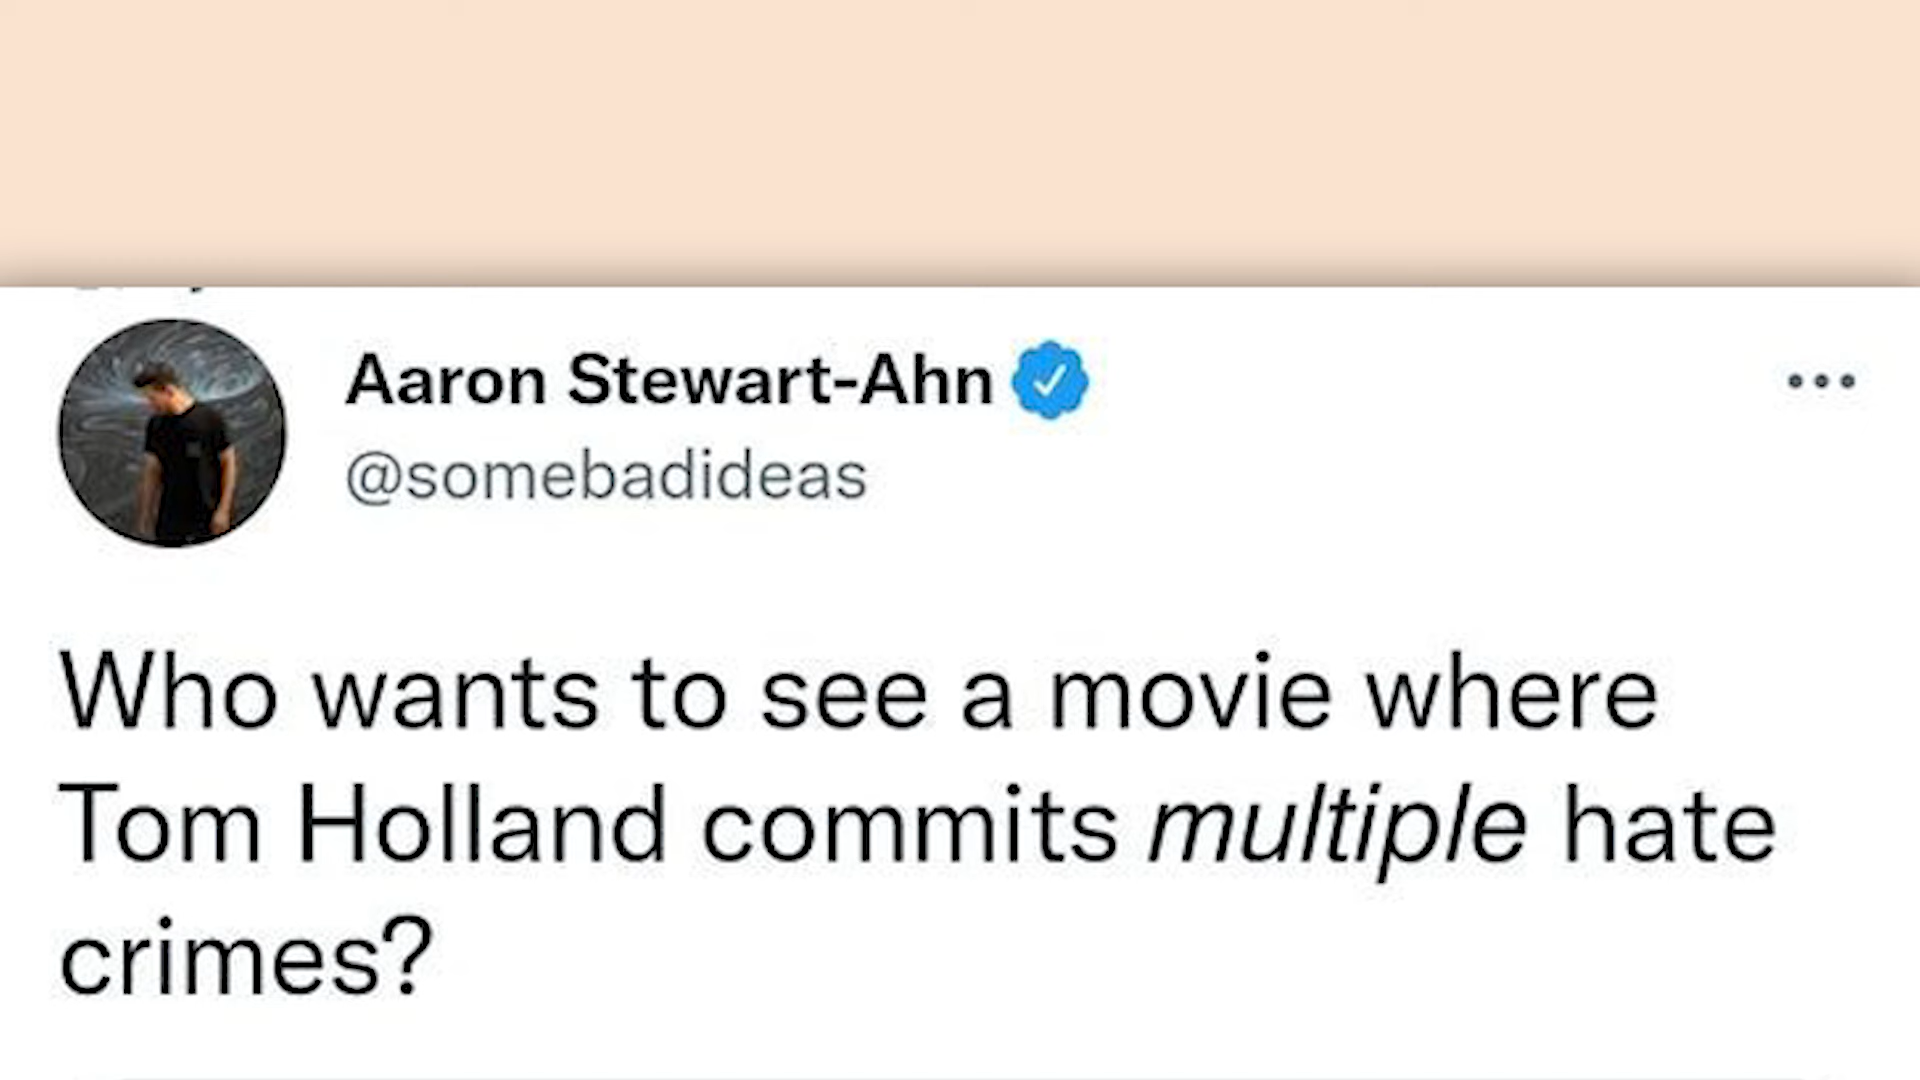 Aaron Stewart-Ahn
@somebadideas
Who wants to see a movie where
Tom Holland commits multiple hate
crimes?